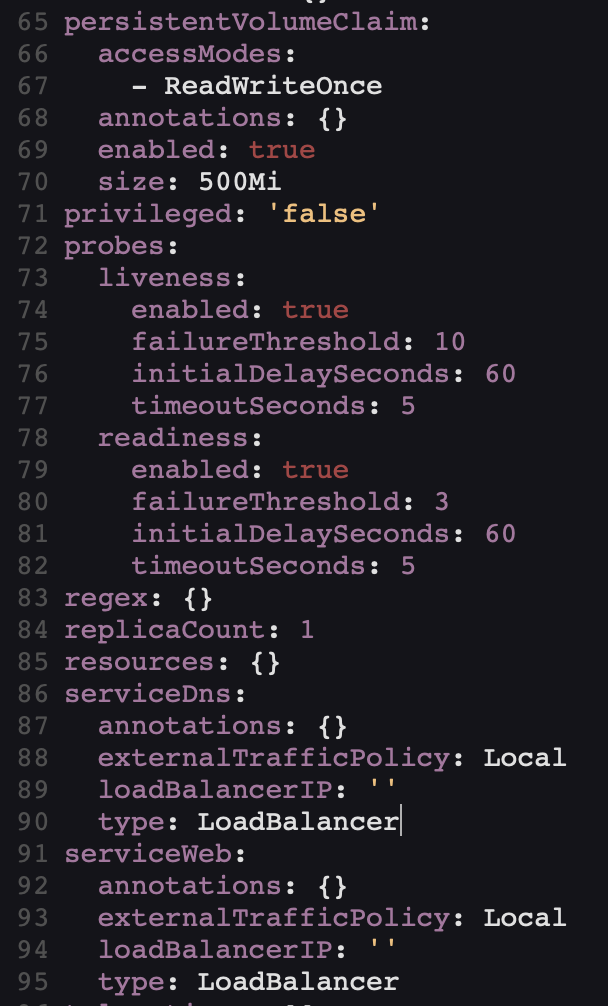 65 persistentVolumeClaim:
66   accessModes:
67     - ReadWriteOnce
68   annotations: {}
69   enabled: true
70   size: 500Mi
71 privileged: 'false'
72 probes:
73   liveness:
74     enabled: true
75     failureThreshold: 10
76     initialDelaySeconds: 60
77     timeoutSeconds: 5
78   readiness:
79     enabled: true
80     failureThreshold: 3
81     initialDelaySeconds: 60
82     timeoutSeconds: 5
83 regex: {}
84 replicaCount: 1
85 resources: {}
86 serviceDns:
87   annotations: {}
88   externalTrafficPolicy: Local
89   loadBalancerIP: ''
90   type: LoadBalancer
91 serviceWeb:
92   annotations: {}
93   externalTrafficPolicy: Local
94   loadBalancerIP: ''
95   type: LoadBalancer